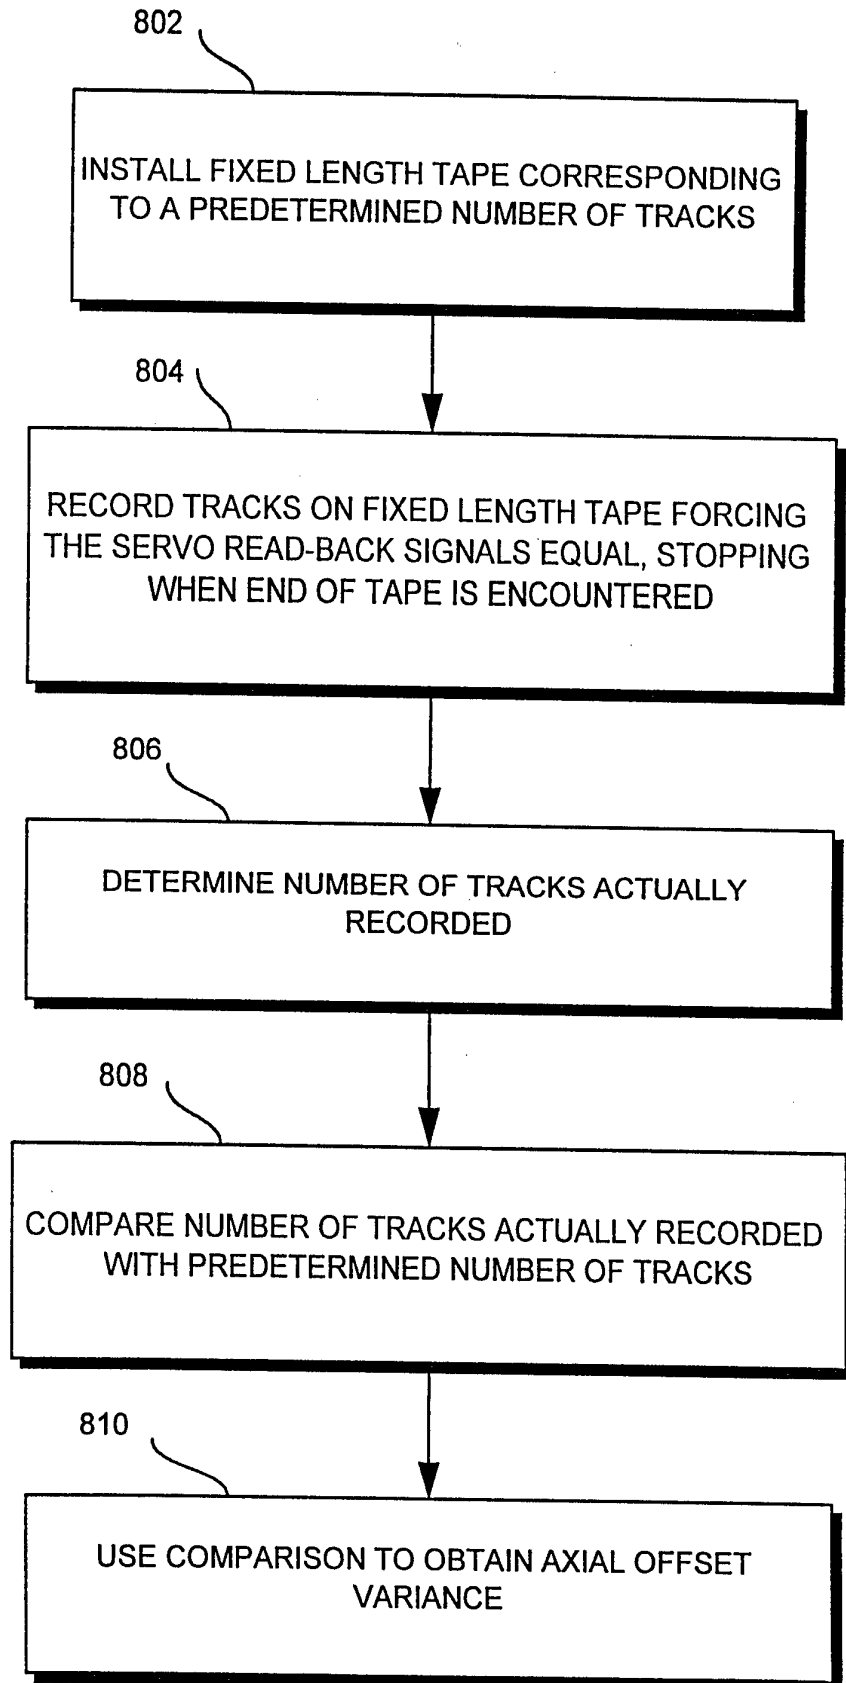 802
INSTALL FIXED LENGTH TAPE CORRESPONDING
TO A PREDETERMINED NUMBER OF TRACKS
804
RECORD TRACKS ON FIXED LENGTH TAPE FORCING
THE SERVO READ-BACK SIGNALS EQUAL, STOPPING
WHEN END OF TAPE IS ENCOUNTERED
806
DETERMINE NUMBER OF TRACKS ACTUALLY
RECORDED
808
COMPARE NUMBER OF TRACKS ACTUALLY RECORDED
WITH PREDETERMINED NUMBER OF TRACKS
810
USE COMPARISON TO OBTAIN AXIAL OFFSET
VARIANCE